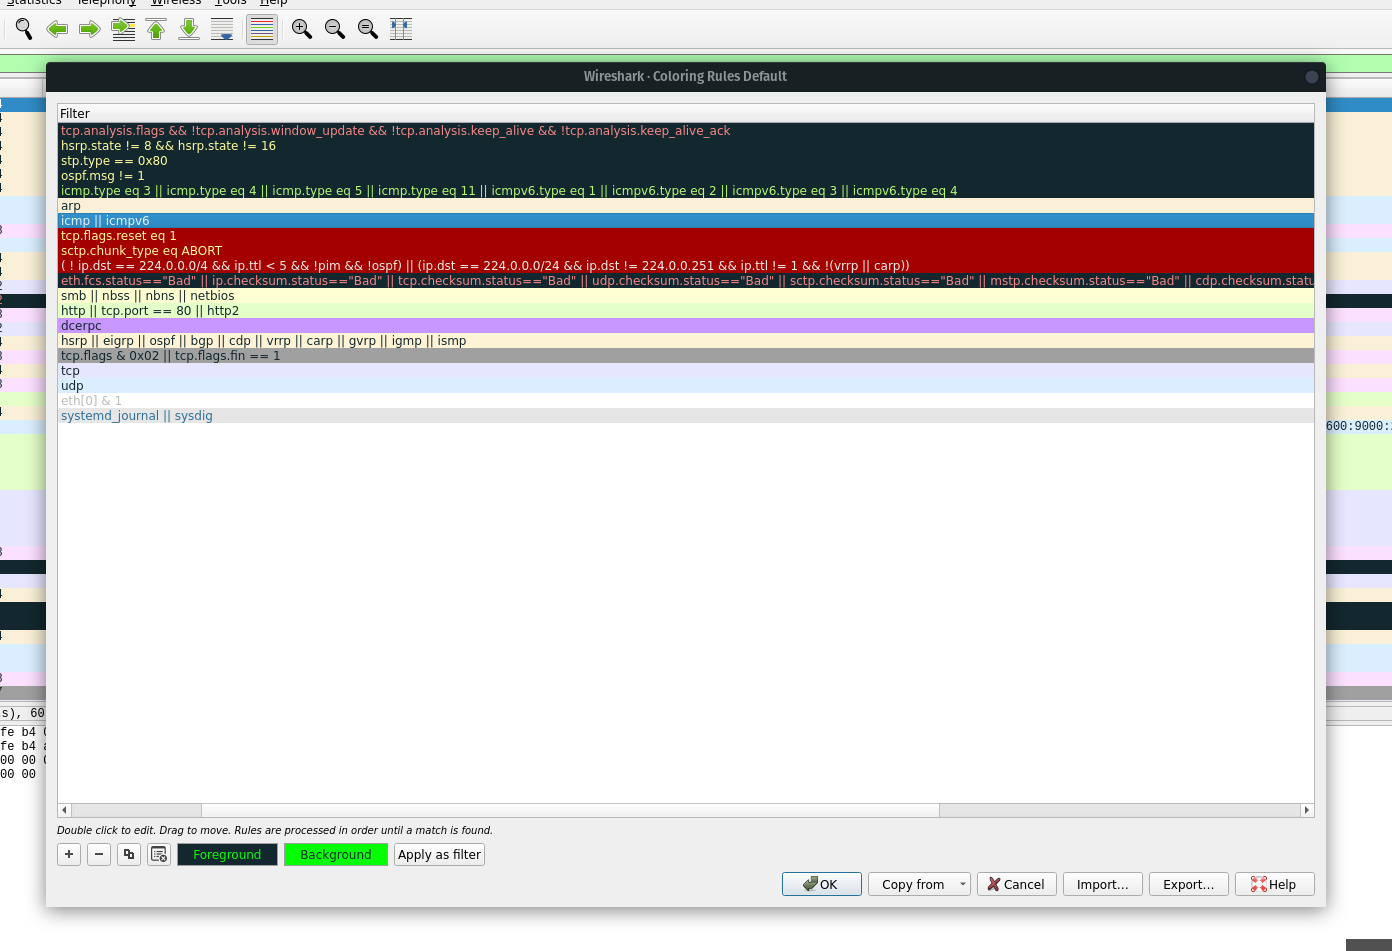 Statistics Telephony Wireless Tools Help
Wireshark · Coloring Rules Default
Filter
tcp.analysis.flags && !tcp.analysis.window_update && !tcp.analysis.keep_alive && !tcp.analysis.keep_alive_ack
hsrp.state != 8 && hsrp.state != 16
stp.type == 0x80
ospf.msg != 1
icmp.type eq 3 || icmp.type eq 4 || icmp.type eq 5 || icmp.type eq 11 || icmpv6.type eq 1 || icmpv6.type eq 2 || icmpv6.type eq 3 || icmpv6.type eq 4
arp
icmp || icmpv6
tcp.flags.reset eq 1
sctp.chunk_type eq ABORT
( ! ip.dst == 224.0.0.0/4 && ip.ttl < 5 && !pim && !ospf) || (ip.dst == 224.0.0.0/24 && ip.dst != 224.0.0.251 && ip.ttl != 1 && !(vrrp || carp))
eth.fcs.status=="Bad" || ip.checksum.status=="Bad" || tcp.checksum.status=="Bad" || udp.checksum.status=="Bad" || sctp.checksum.status=="Bad" || mstp.checksum.status=="Bad" || cdp.checksum.statu
smb || nbss || nbns || netbios
http || tcp.port == 80 || http2
dcerpc
hsrp || eigrp || ospf || bgp || cdp || vrrp || carp || gvrp || igmp || ismp
tcp.flags & 0x02 || tcp.flags.fin == 1
tcp
udp
eth[0] & 1
systemd_journal || sysdig
600:9000:
s), 60
fe b4
fe b4
00 00
00 00
Double click to edit. Drag to move. Rules are processed in order until a match is found.
+ − Foreground Background Apply as filter
OK Copy from Cancel Import... Export... Help